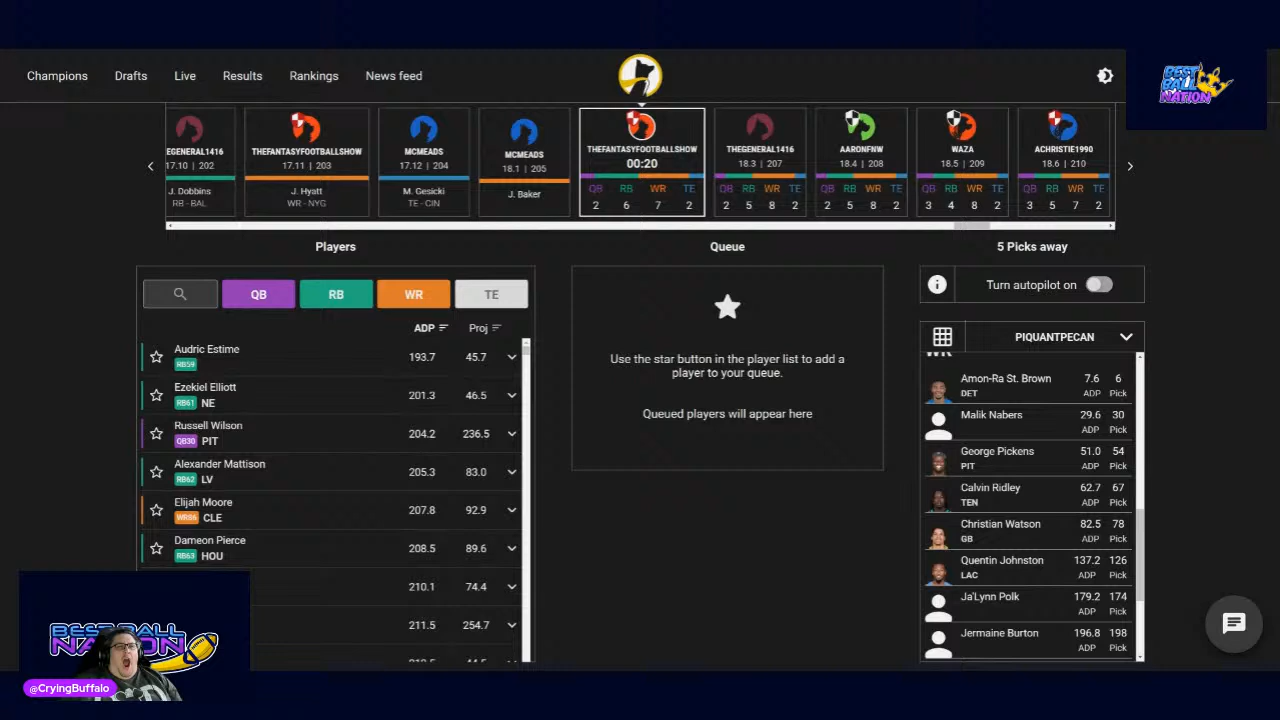 Champions
Drafts
Live
Results
Rankings
News feed
BEST BALL
NATION
EGENERAL1416
17.10 | 202
J. Dobbins
RB - BAL
THEFANTASYFOOTBALLSHOW
17.11 | 203
J. Hyatt
WR - NYG
MCMEADS
17.12 | 204
M. Gesicki
TE - CIN
MCMEADS
18.1 | 205
J. Baker
THEFANTASYFOOTBALLSHOW
00:20
QB RB WR TE
2 6 7 2
THEGENERAL1416
18.3 | 207
QB RB WR TE
2 5 8 2
AARONFNW
18.4 | 208
QB RB WR TE
2 5 8 2
WAZA
18.5 | 209
QB RB WR TE
3 4 8 2
ACHRISTIE1990
18.6 | 210
QB RB WR TE
3 5 7 2
Players
QB
RB
WR
TE
ADP
Proj
Audric Estime
RB59
193.7 45.7
Ezekiel Elliott
RB61 NE
201.3 46.5
Russell Wilson
QB30 PIT
204.2 236.5
Alexander Mattison
RB62 LV
205.3 83.0
Elijah Moore
WR86 CLE
207.8 92.9
Dameon Pierce
RB63 HOU
208.5 89.6
210.1 74.4
211.5 254.7
Queue
Use the star button in the player list to add a
player to your queue.
Queued players will appear here
5 Picks away
Turn autopilot on
PIQUANTPECAN
WR
Amon-Ra St. Brown 7.6 6
DET ADP Pick
Malik Nabers 29.6 30
ADP Pick
George Pickens 51.0 54
PIT ADP Pick
Calvin Ridley 62.7 67
TEN ADP Pick
Christian Watson 82.5 78
GB ADP Pick
Quentin Johnston 137.2 126
LAC ADP Pick
Ja'Lynn Polk 179.2 174
ADP Pick
Jermaine Burton 196.8 198
ADP Pick
BEST BALL
@CryingBuffalo